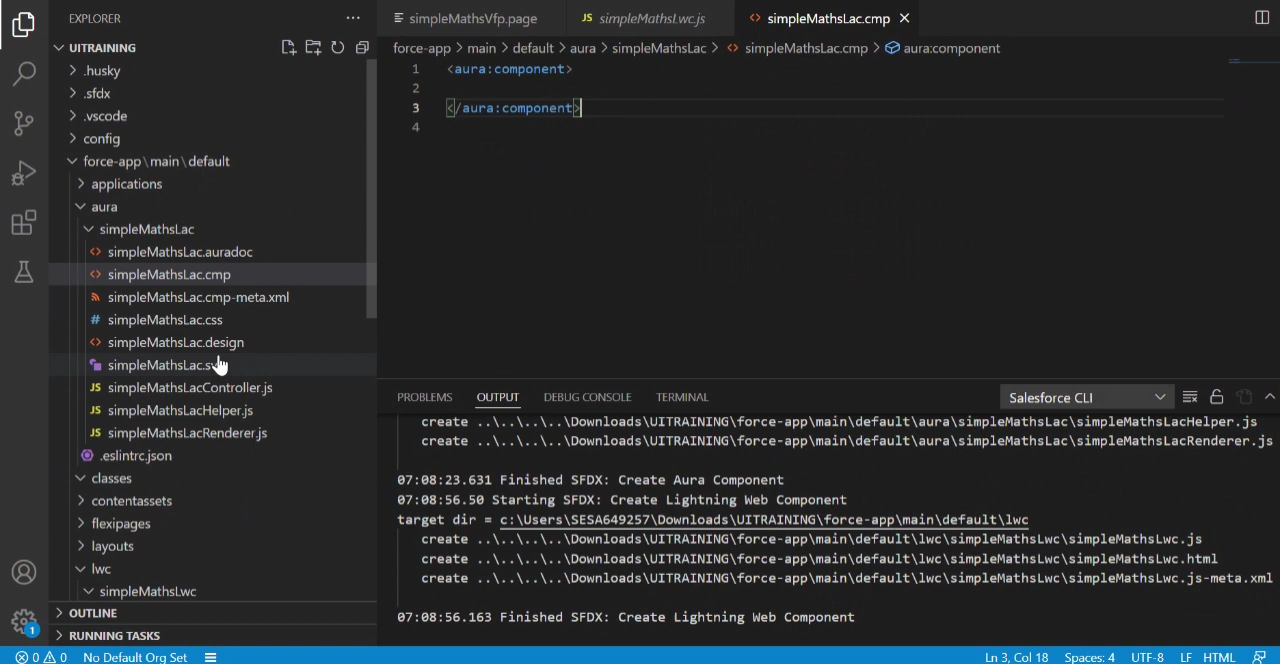 EXPLORER
UITRAINING
.husky
.sfdx
.vscode
config
force-app\main\default
applications
aura
simpleMathsLac
simpleMathsLac.auradoc
simpleMathsLac.cmp
simpleMathsLac.cmp-meta.xml
simpleMathsLac.css
simpleMathsLac.design
JS simpleMathsLacController.js
JS simpleMathsLacHelper.js
JS simpleMathsLacRenderer.js
.eslintrc.json
classes
contentassets
flexipages
layouts
lwc
simpleMathsLwc
OUTLINE
RUNNING TASKS
1
simpleMathsVfp.page JS simpleMathsLwc.js simpleMathsLac.cmp
force-app > main > default > aura > simpleMathsLac > simpleMathsLac.cmp > aura:component
1 <aura:component>
2
3 </aura:component>
4
PROBLEMS OUTPUT DEBUG CONSOLE TERMINAL Salesforce CLI
create ..\..\..\..\Downloads\UITRAINING\force-app\main\default\aura\simpleMathsLac\simpleMathsLacHelper.js
create ..\..\..\..\Downloads\UITRAINING\force-app\main\default\aura\simpleMathsLac\simpleMathsLacRenderer.js
07:08:23.631 Finished SFDX: Create Aura Component
07:08:56.50 Starting SFDX: Create Lightning Web Component
target dir = c:\Users\SESA649257\Downloads\UITRAINING\force-app\main\default\lwc
create ..\..\..\..\Downloads\UITRAINING\force-app\main\default\lwc\simpleMathsLwc\simpleMathsLwc.js
create ..\..\..\..\Downloads\UITRAINING\force-app\main\default\lwc\simpleMathsLwc\simpleMathsLwc.html
create ..\..\..\..\Downloads\UITRAINING\force-app\main\default\lwc\simpleMathsLwc\simpleMathsLwc.js-meta.xml
07:08:56.163 Finished SFDX: Create Lightning Web Component
0 0 No Default Org Set Ln 3, Col 18 Spaces: 4 UTF-8 LF HTML